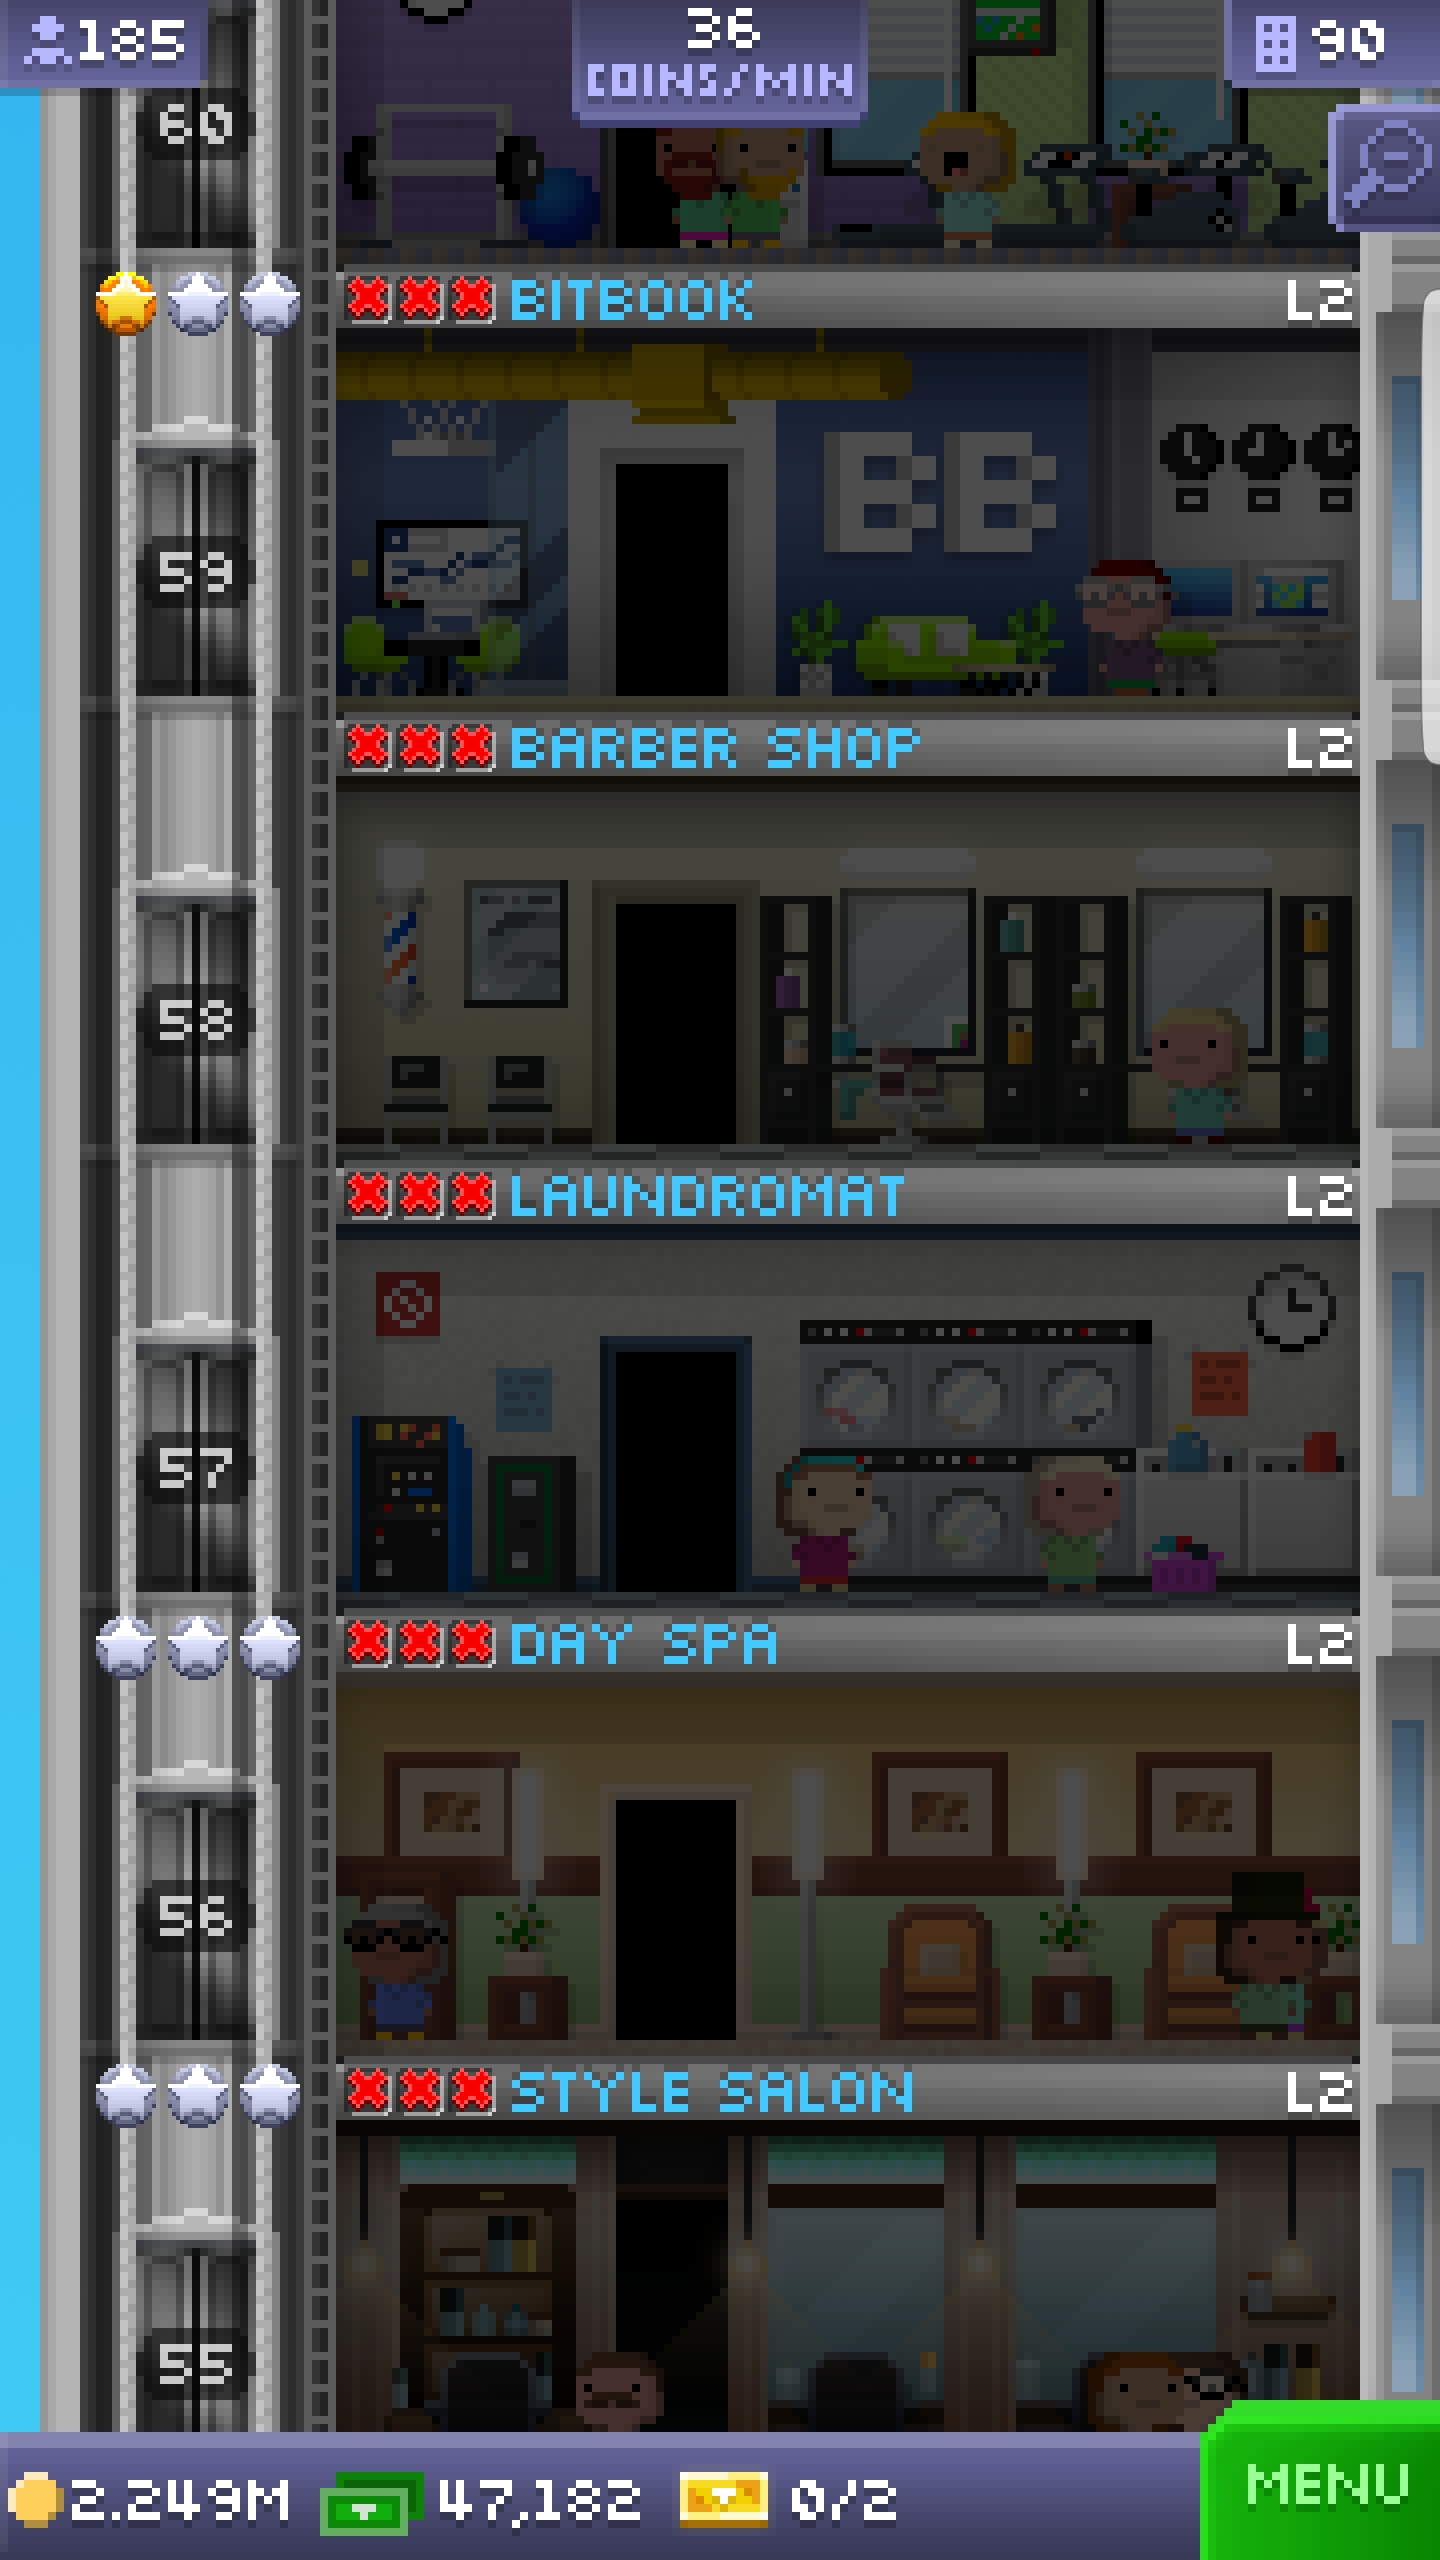 185
36
COINS/MIN
90
60
BITBOOK L2
BB
59
BARBER SHOP L2
58
LAUNDROMAT L2
57
DAY SPA L2
56
STYLE SALON L2
55
2.249M 47,182 0/2
MENU